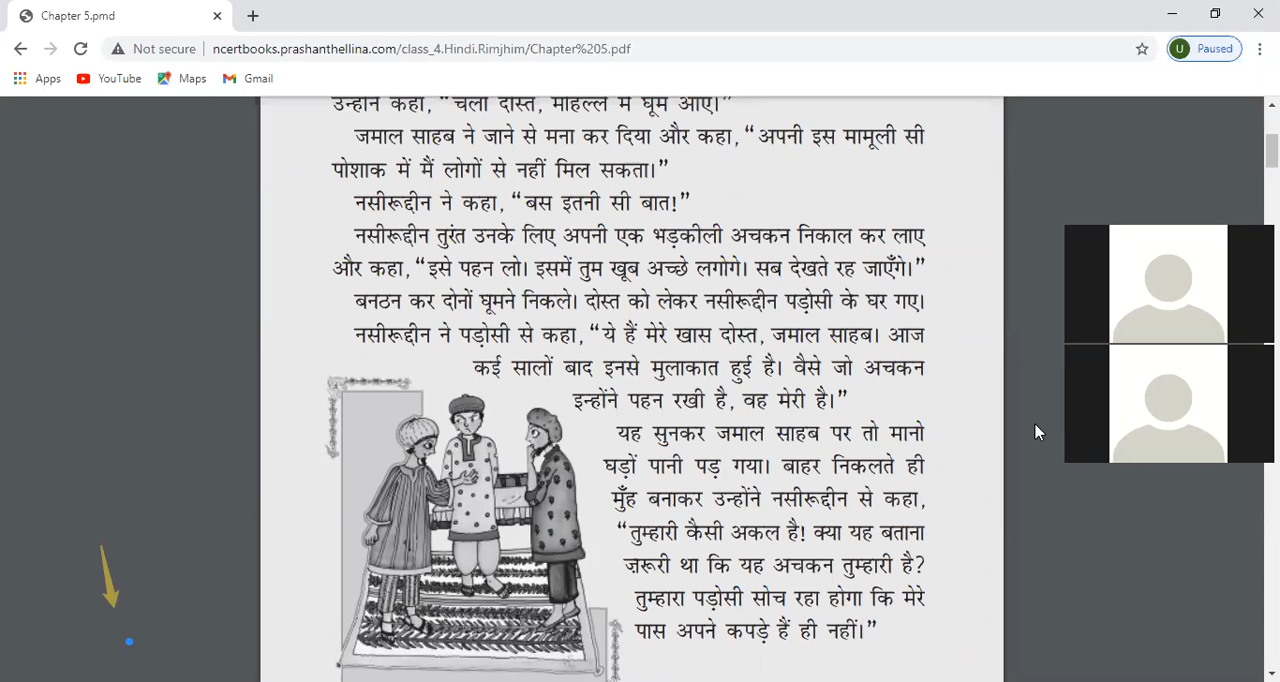 Chapter 5.pmd
Not secure ncertbooks.prashanthellina.com/class_4.Hindi.Rimjhim/Chapter%205.pdf
U Paused
Apps YouTube Maps Gmail
उन्होंने कहा, “चलो दोस्त, मोहल्ले में घूम आएँ।”
जमाल साहब ने जाने से मना कर दिया और कहा, “अपनी इस मामूली सी
पोशाक में मैं लोगों से नहीं मिल सकता।”
नसीरूद्दीन ने कहा, “बस इतनी सी बात!”
नसीरूद्दीन तुरंत उनके लिए अपनी एक भड़कीली अचकन निकाल कर लाए
और कहा, “इसे पहन लो। इसमें तुम खूब अच्छे लगोगे। सब देखते रह जाएँगे।”
बनठन कर दोनों घूमने निकले। दोस्त को लेकर नसीरूद्दीन पड़ोसी के घर गए।
नसीरूद्दीन ने पड़ोसी से कहा, “ये हैं मेरे खास दोस्त, जमाल साहब। आज
कई सालों बाद इनसे मुलाकात हुई है। वैसे जो अचकन
इन्होंने पहन रखी है, वह मेरी है।”
यह सुनकर जमाल साहब पर तो मानो
घड़ों पानी पड़ गया। बाहर निकलते ही
मुँह बनाकर उन्होंने नसीरूद्दीन से कहा,
“तुम्हारी कैसी अकल है! क्या यह बताना
ज़रूरी था कि यह अचकन तुम्हारी है?
तुम्हारा पड़ोसी सोच रहा होगा कि मेरे
पास अपने कपड़े हैं ही नहीं।”